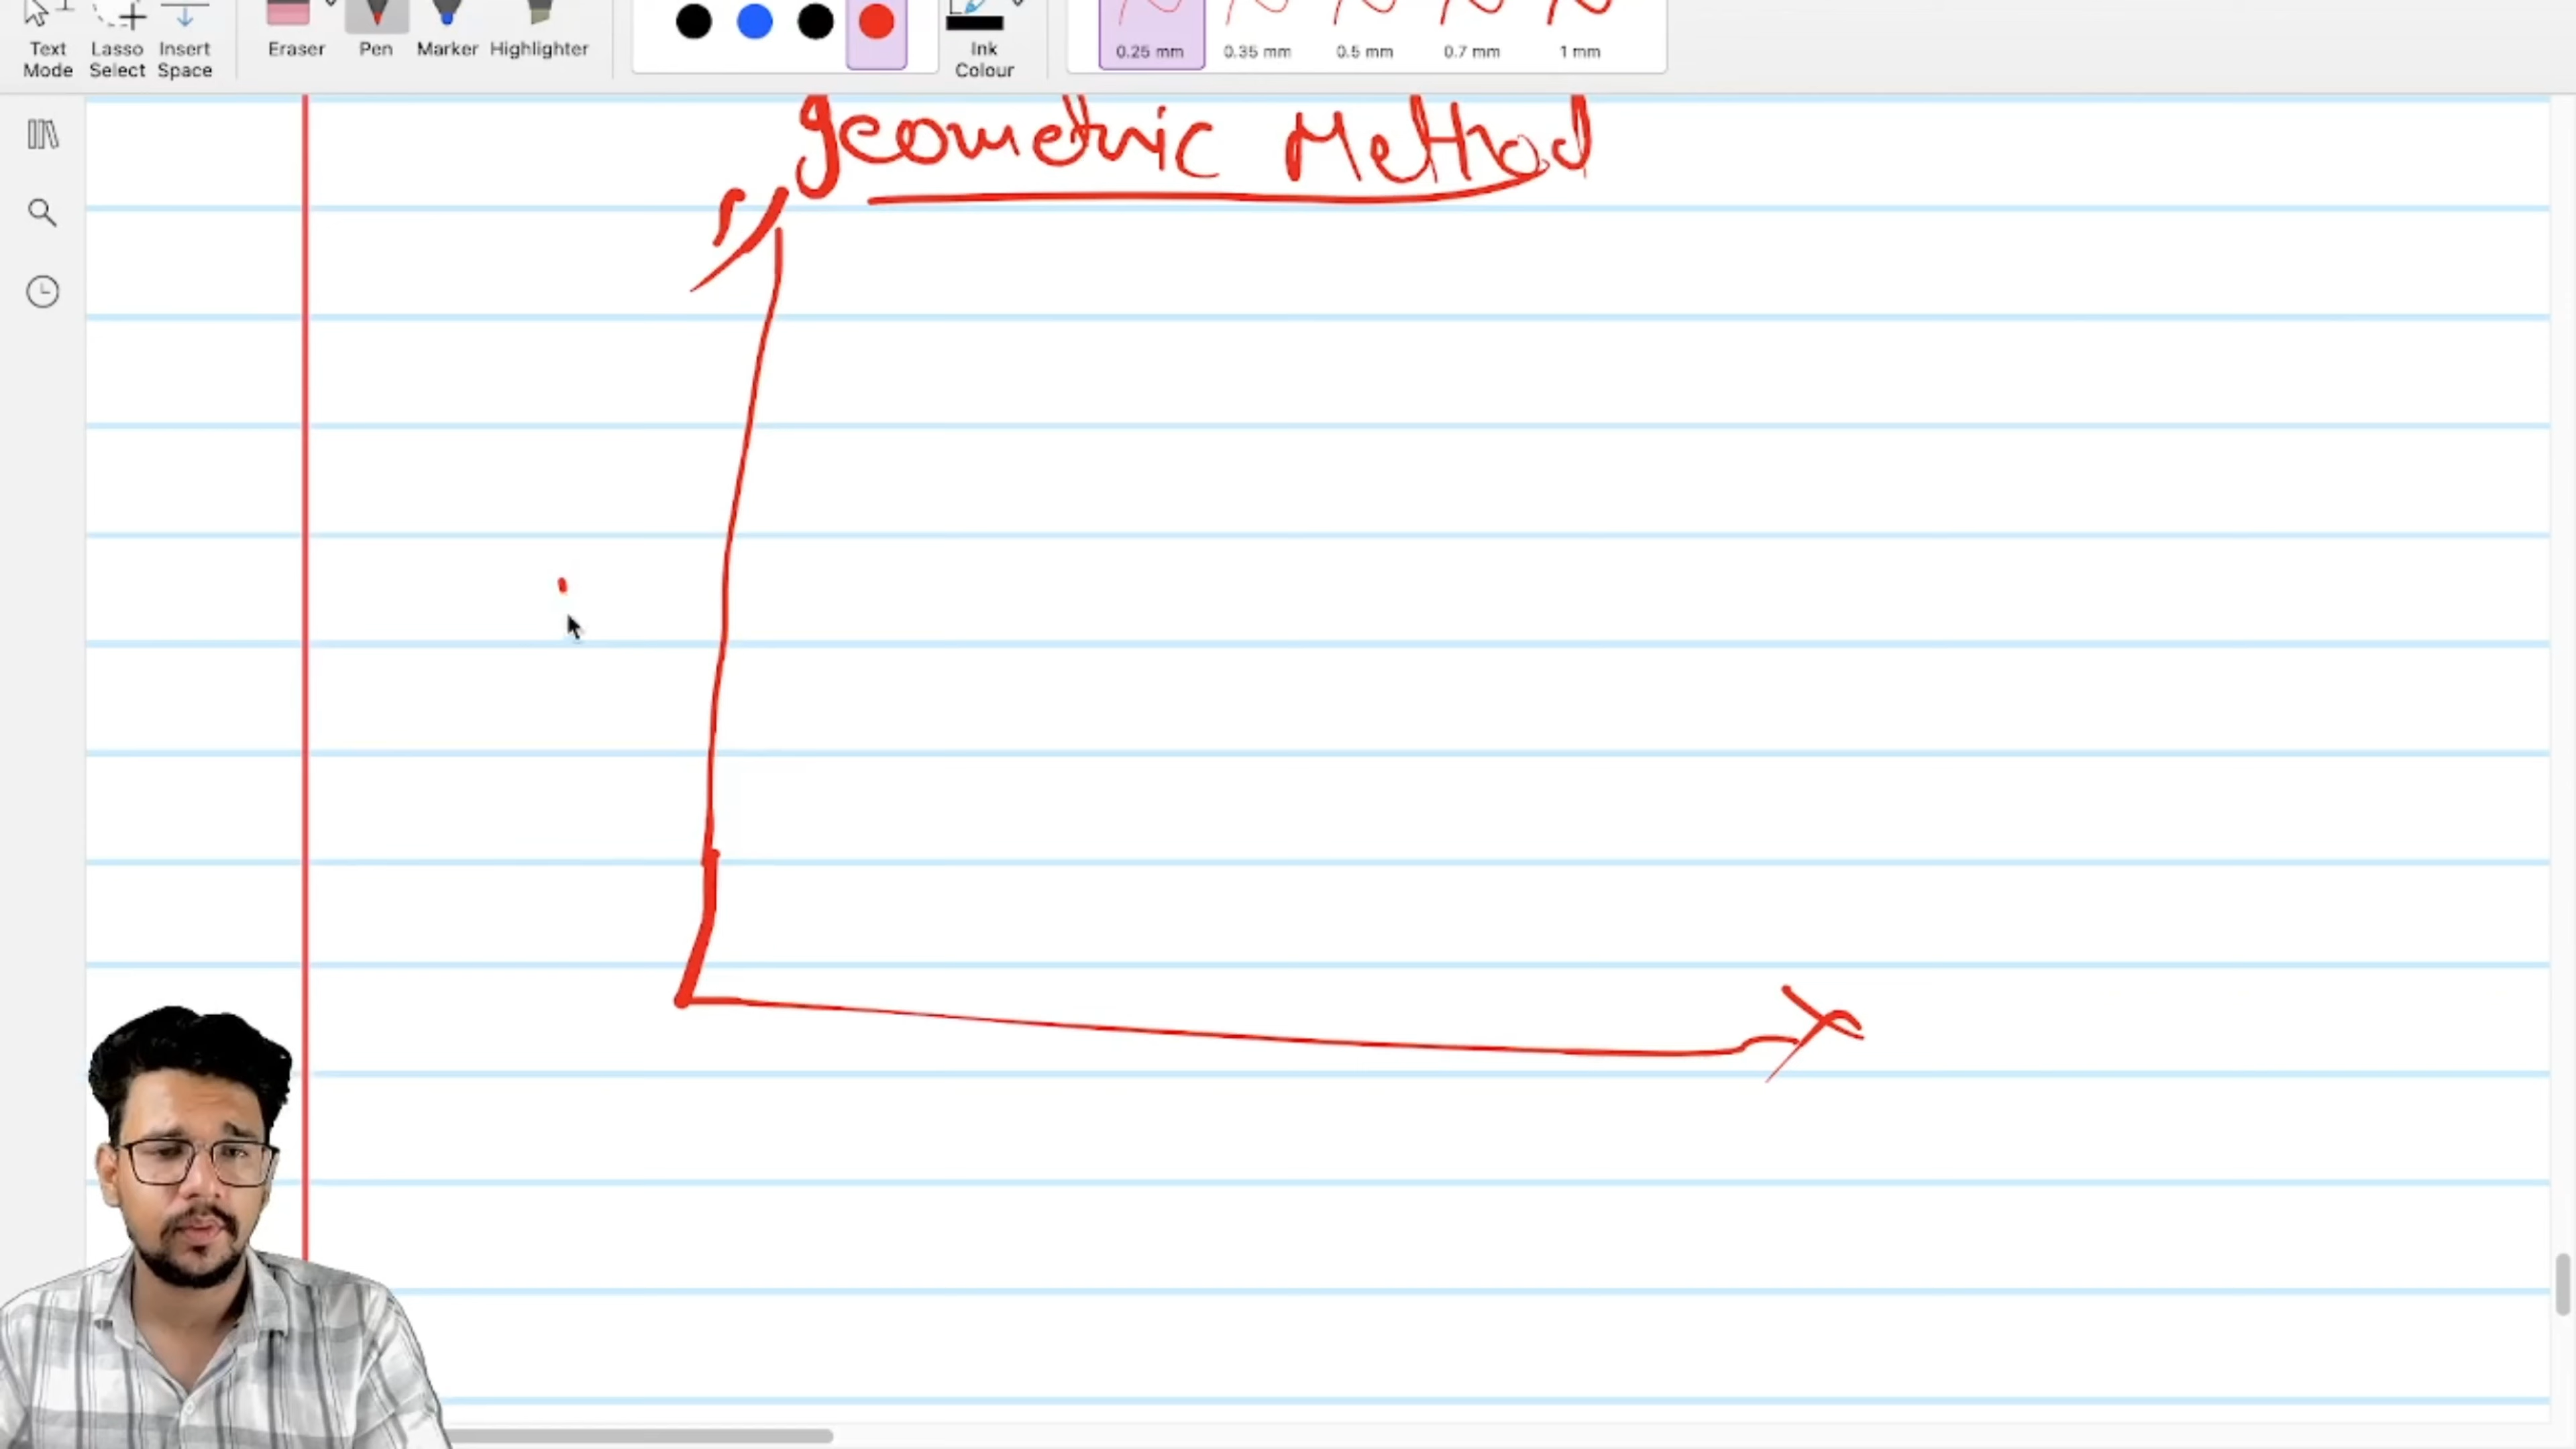 Text Mode
Lasso Select
Insert Space
Eraser
Pen
Marker
Highlighter
Ink Colour
0.25 mm
0.35 mm
0.5 mm
0.7 mm
1 mm
geometric Method
y
x